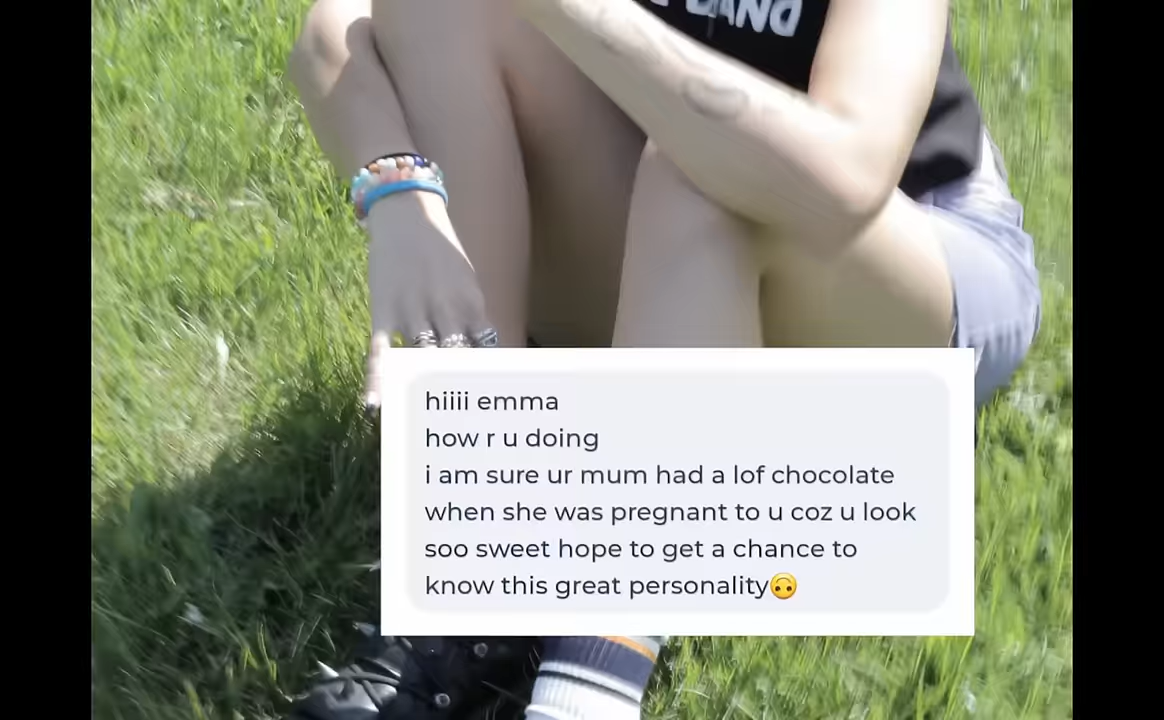 hiiii emma
how r u doing
i am sure ur mum had a lof chocolate
when she was pregnant to u coz u look
soo sweet hope to get a chance to
know this great personality🙃